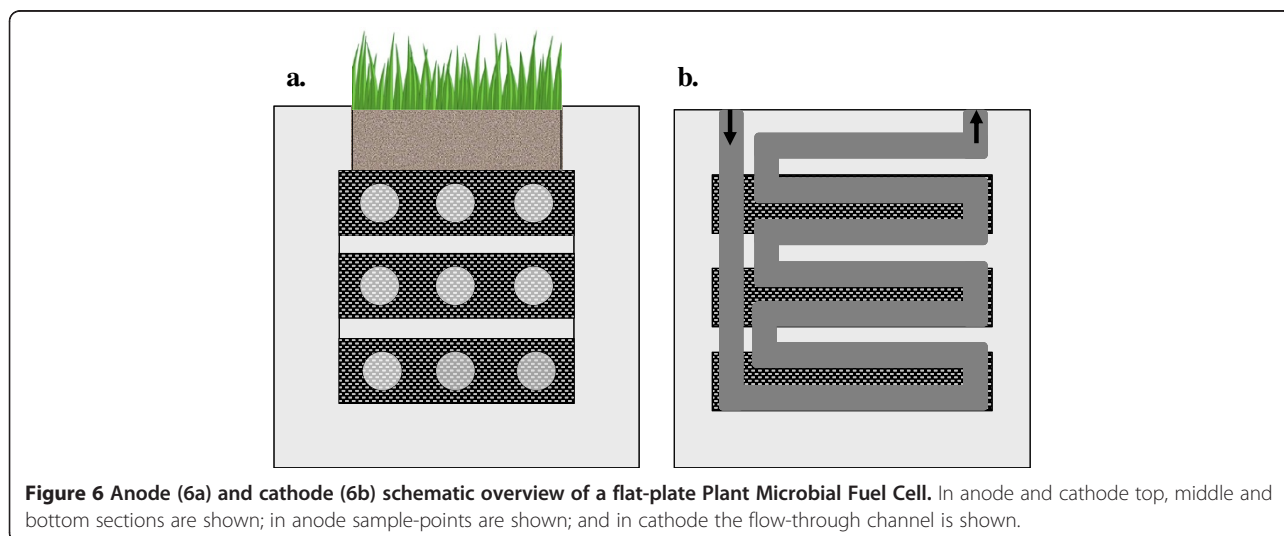 a.
b.
Figure 6 Anode (6a) and cathode (6b) schematic overview of a flat-plate Plant Microbial Fuel Cell. In anode and cathode top, middle and
bottom sections are shown; in anode sample-points are shown; and in cathode the flow-through channel is shown.